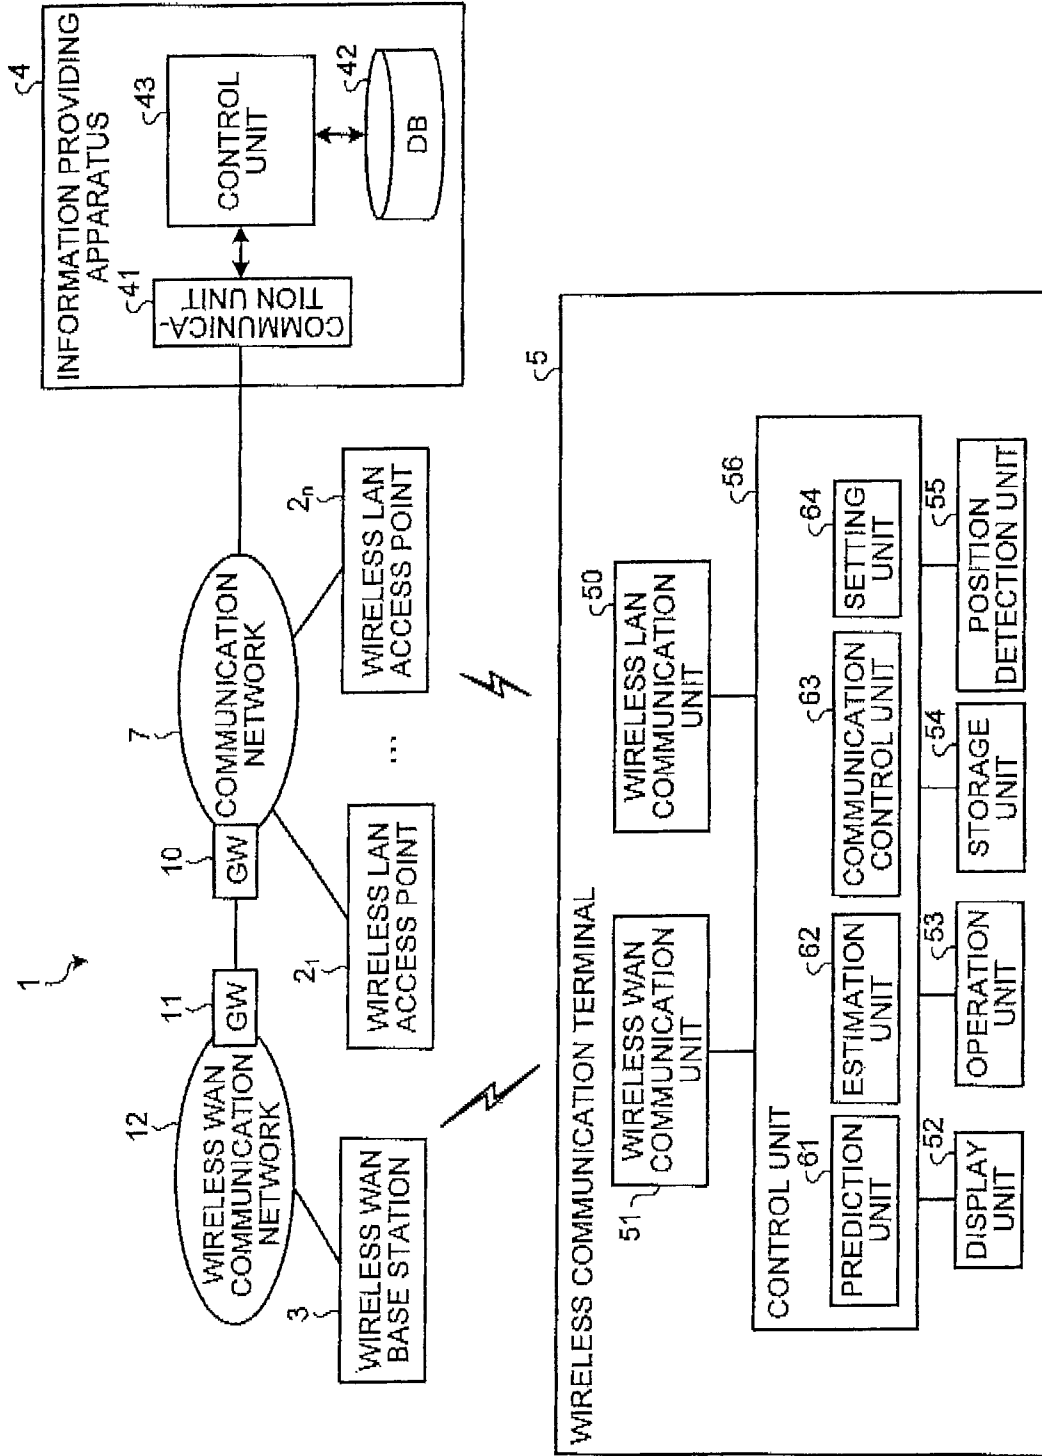 1
12
WIRELESS WAN
COMMUNICATION
NETWORK
11
GW
10
GW
7
COMMUNICATION
NETWORK
3
WIRELESS WAN
BASE STATION
21
WIRELESS LAN
ACCESS POINT
...
2n
WIRELESS LAN
ACCESS POINT
4
INFORMATION PROVIDING
APPARATUS
41
COMMUNICA-
TION UNIT
43
CONTROL
UNIT
42
DB
5
WIRELESS COMMUNICATION TERMINAL
51
WIRELESS WAN
COMMUNICATION
UNIT
50
WIRELESS LAN
COMMUNICATION
UNIT
56
CONTROL UNIT
61
PREDICTION
UNIT
62
ESTIMATION
UNIT
63
COMMUNICATION
CONTROL UNIT
64
SETTING
UNIT
52
DISPLAY
UNIT
53
OPERATION
UNIT
54
STORAGE
UNIT
55
POSITION
DETECTION UNIT